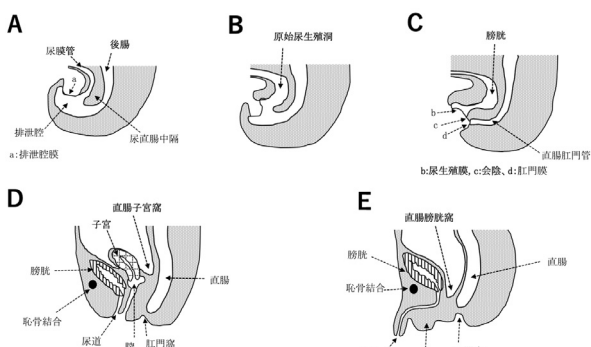 A
尿膜管
後腸
a
排泄腔
尿直腸中隔
a:排泄腔膜
B
原始尿生殖洞
C
膀胱
b
c
d
直腸肛門管
b:尿生殖膜, c:会陰、d:肛門膜
D
直腸子宮窩
子宮
膀胱
恥骨結合
直腸
尿道
肛門窩
E
直腸膀胱窩
膀胱
恥骨結合
直腸